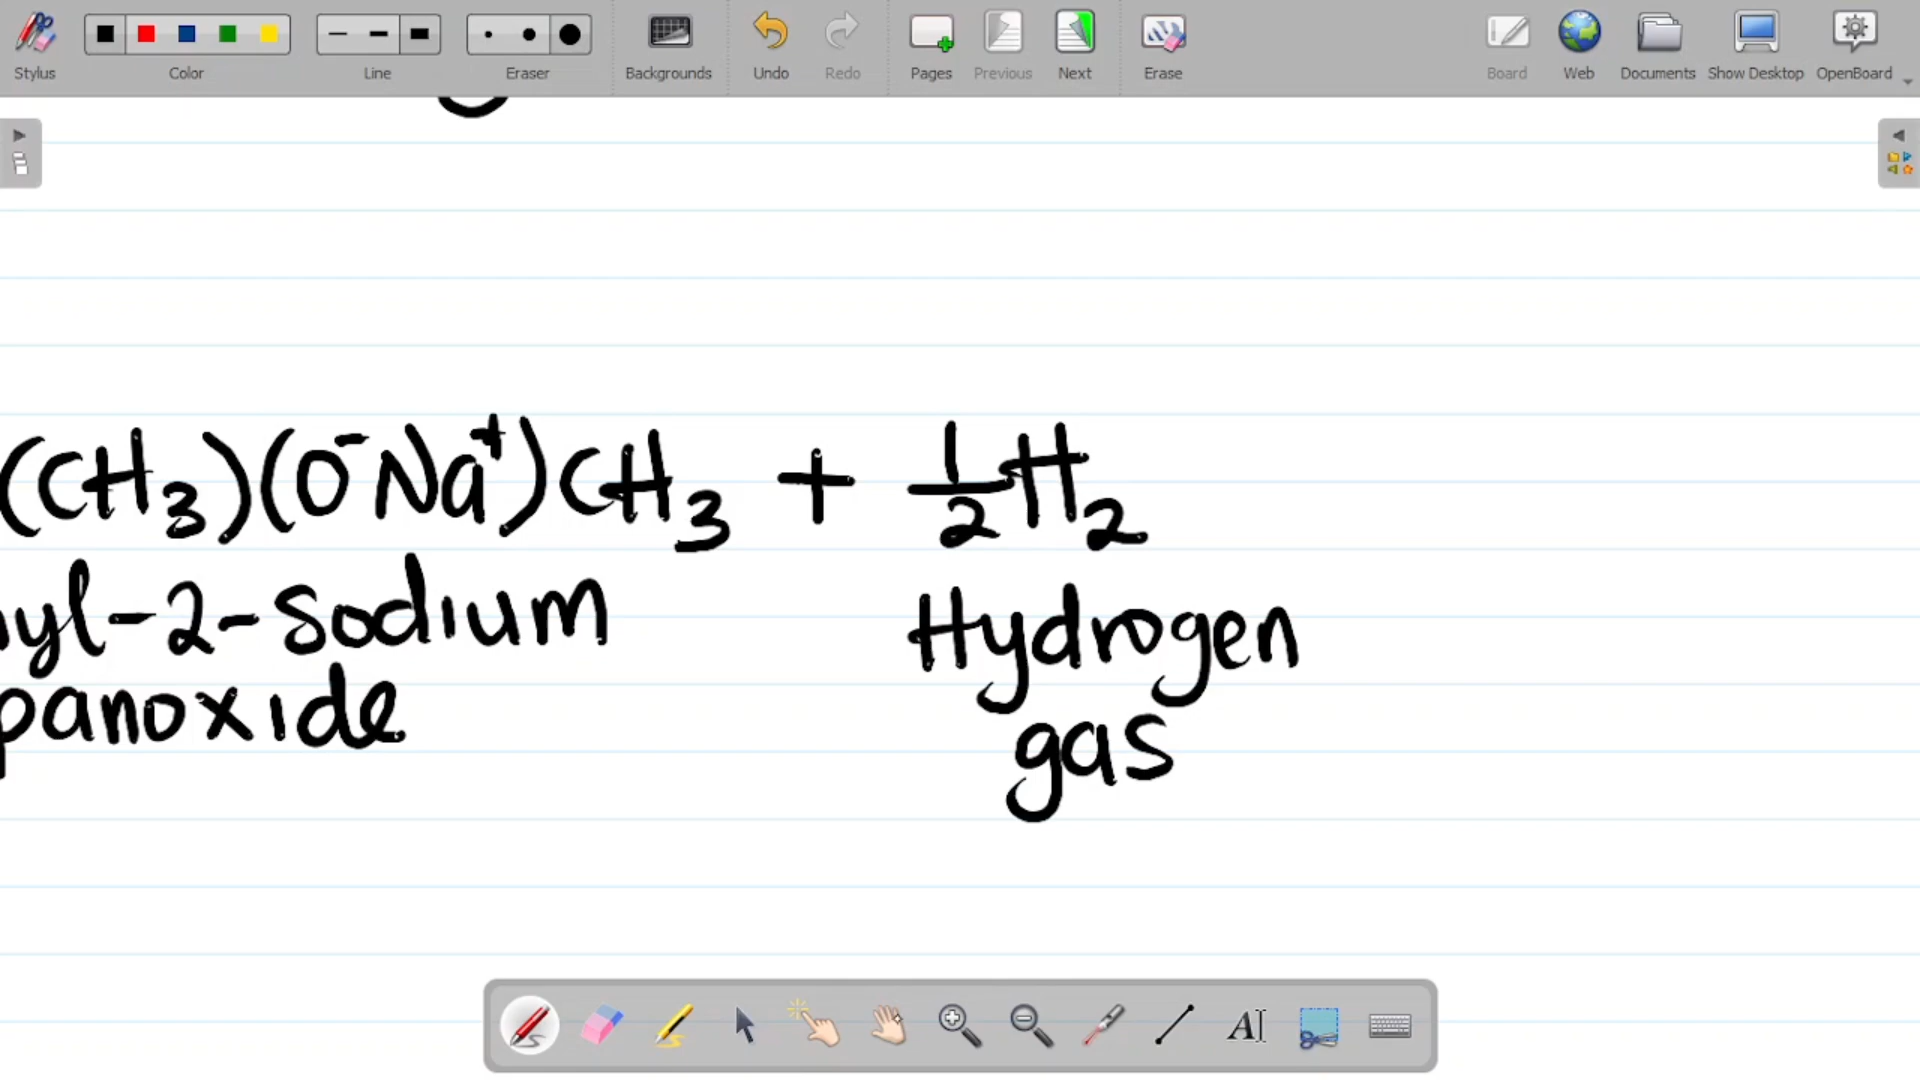 Stylus Color Line Eraser Backgrounds Undo Redo Pages Previous Next Erase Board Web Documents Show Desktop OpenBoard
(CH₃)(O⁻Na⁺)CH₃ + ½H₂
yl-2-sodium Hydrogen
panoxide gas